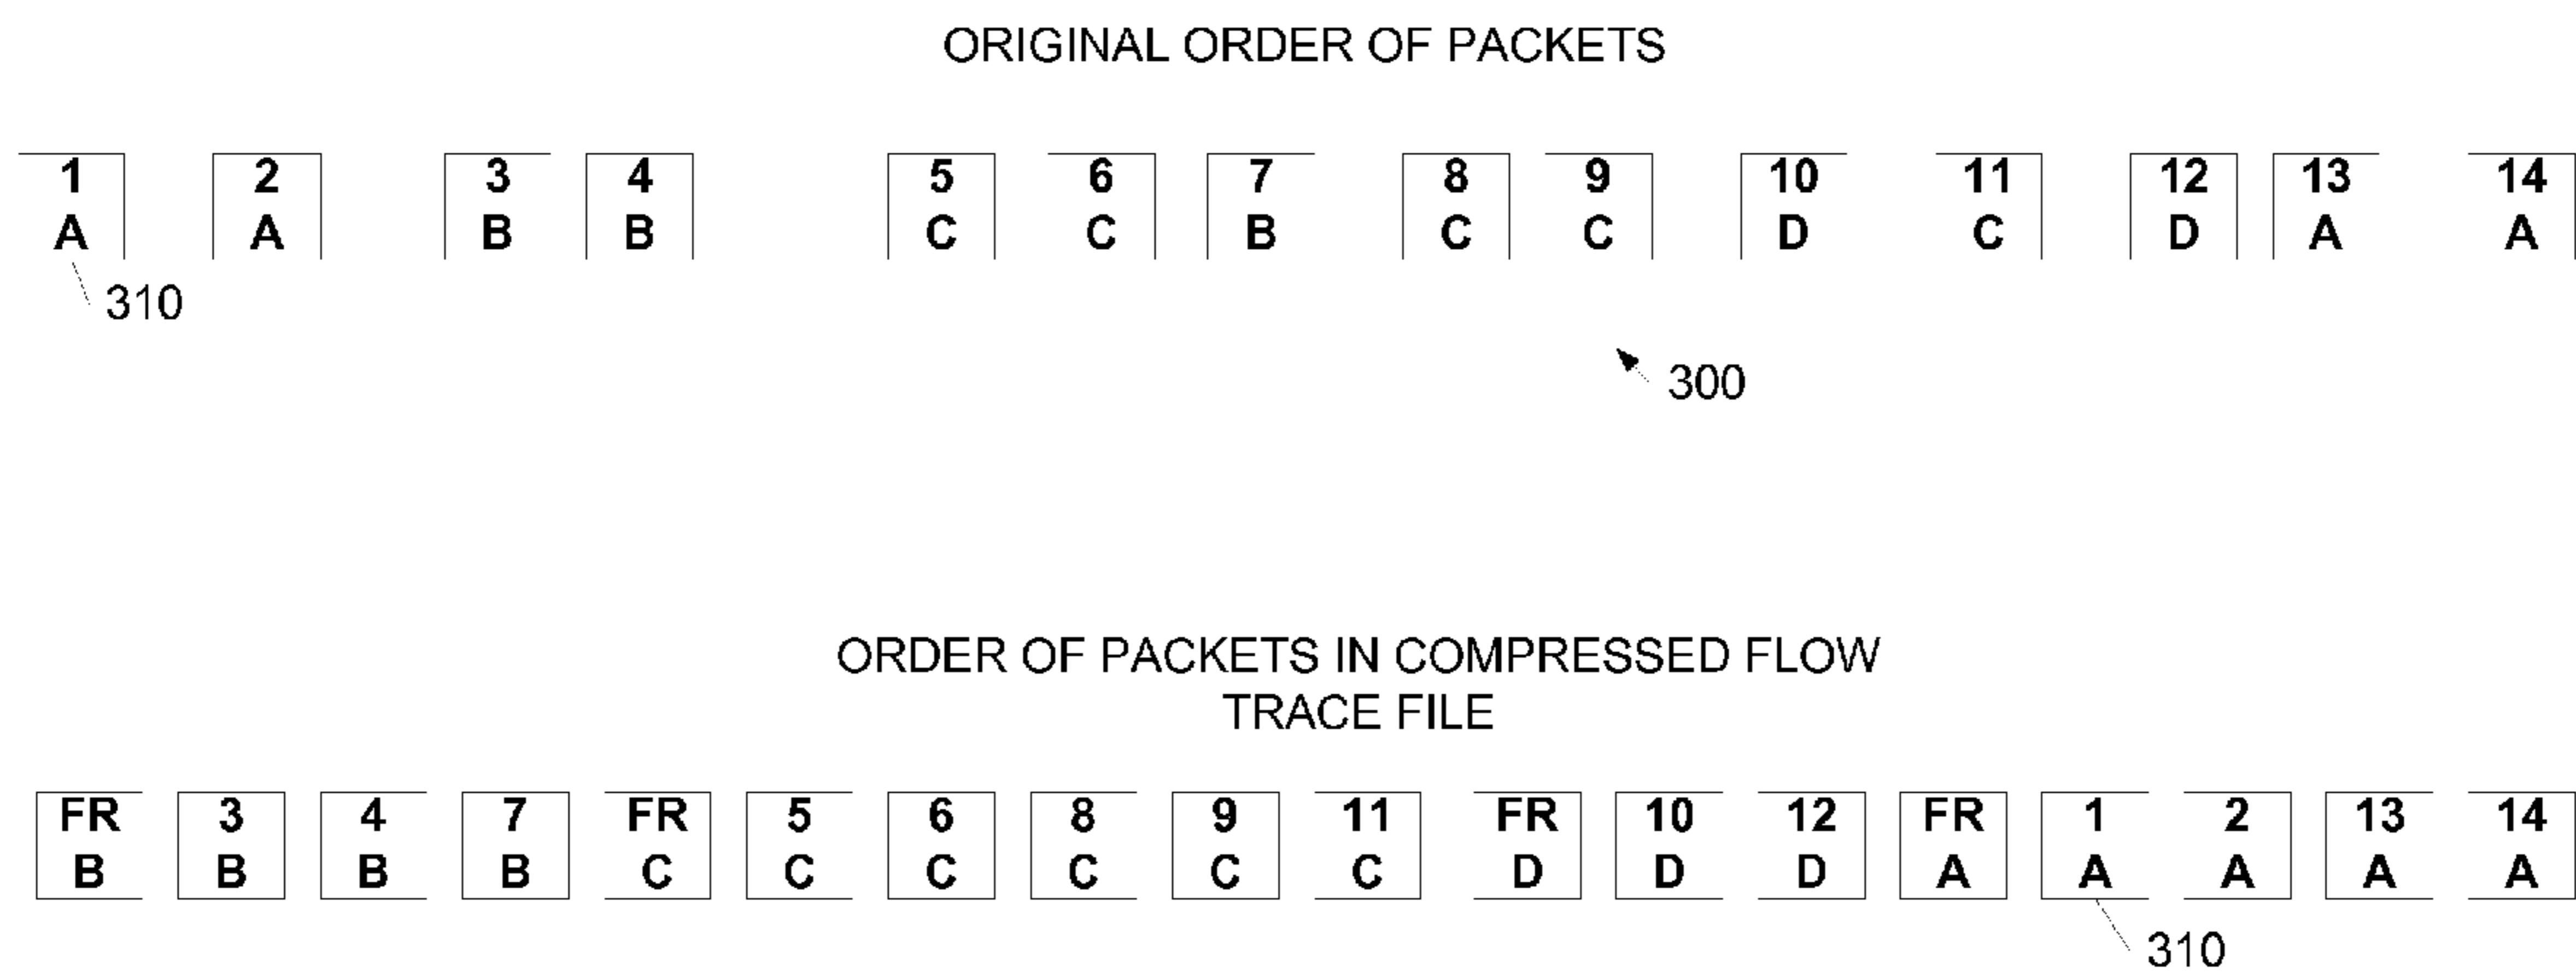 ORIGINAL ORDER OF PACKETS
1 2 3 4 5 6 7 8 9 10 11 12 13 14
A A B B C C B C C D C D A A
310
300
ORDER OF PACKETS IN COMPRESSED FLOW
TRACE FILE
FR 3 4 7 FR 5 6 8 9 11 FR 10 12 FR 1 2 13 14
B B B B C C C C C C D D D A A A A A
310